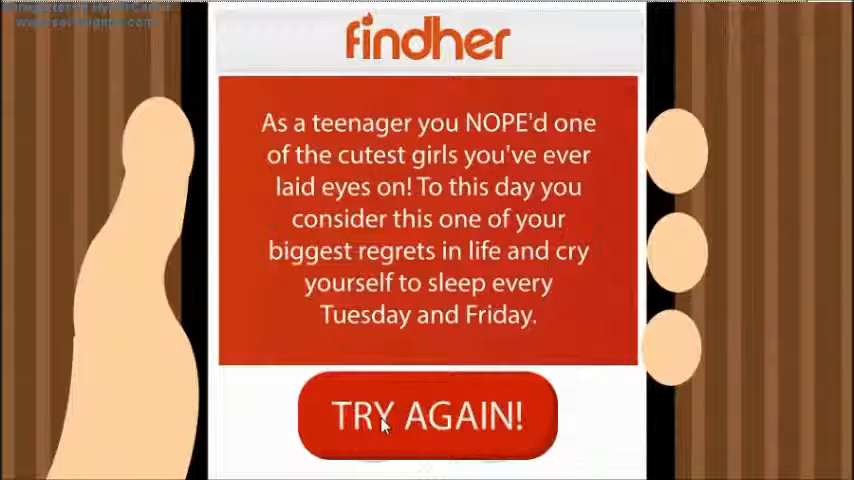 findher
As a teenager you NOPE'd one
of the cutest girls you've ever
laid eyes on! To this day you
consider this one of your
biggest regrets in life and cry
yourself to sleep every
Tuesday and Friday.
TRY AGAIN!